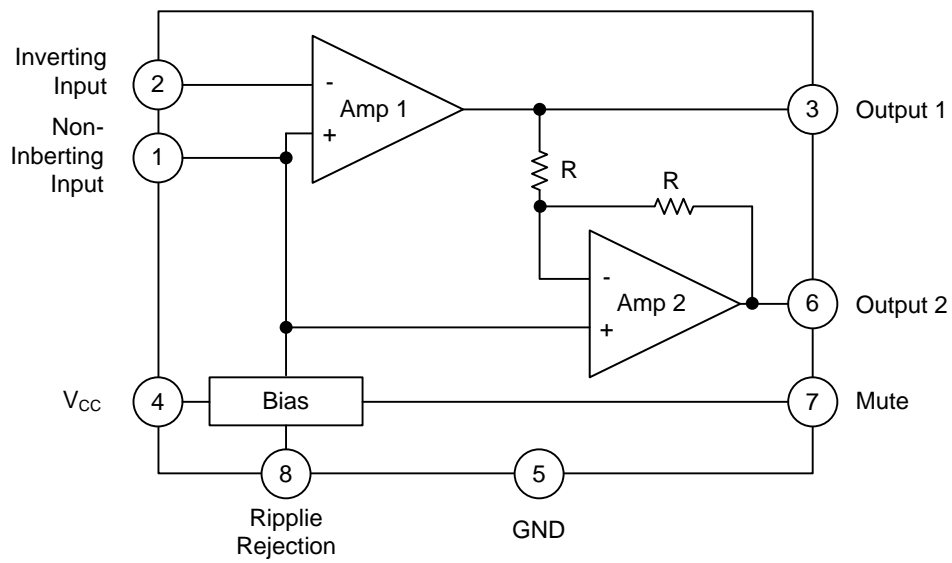 Inverting
Input
2
-
Amp 1
+
3
Output 1
Non-
Inberting
Input
1
R
R
-
Amp 2
+
6
Output 2
VCC
4
Bias
7
Mute
8
Ripplie
Rejection
5
GND